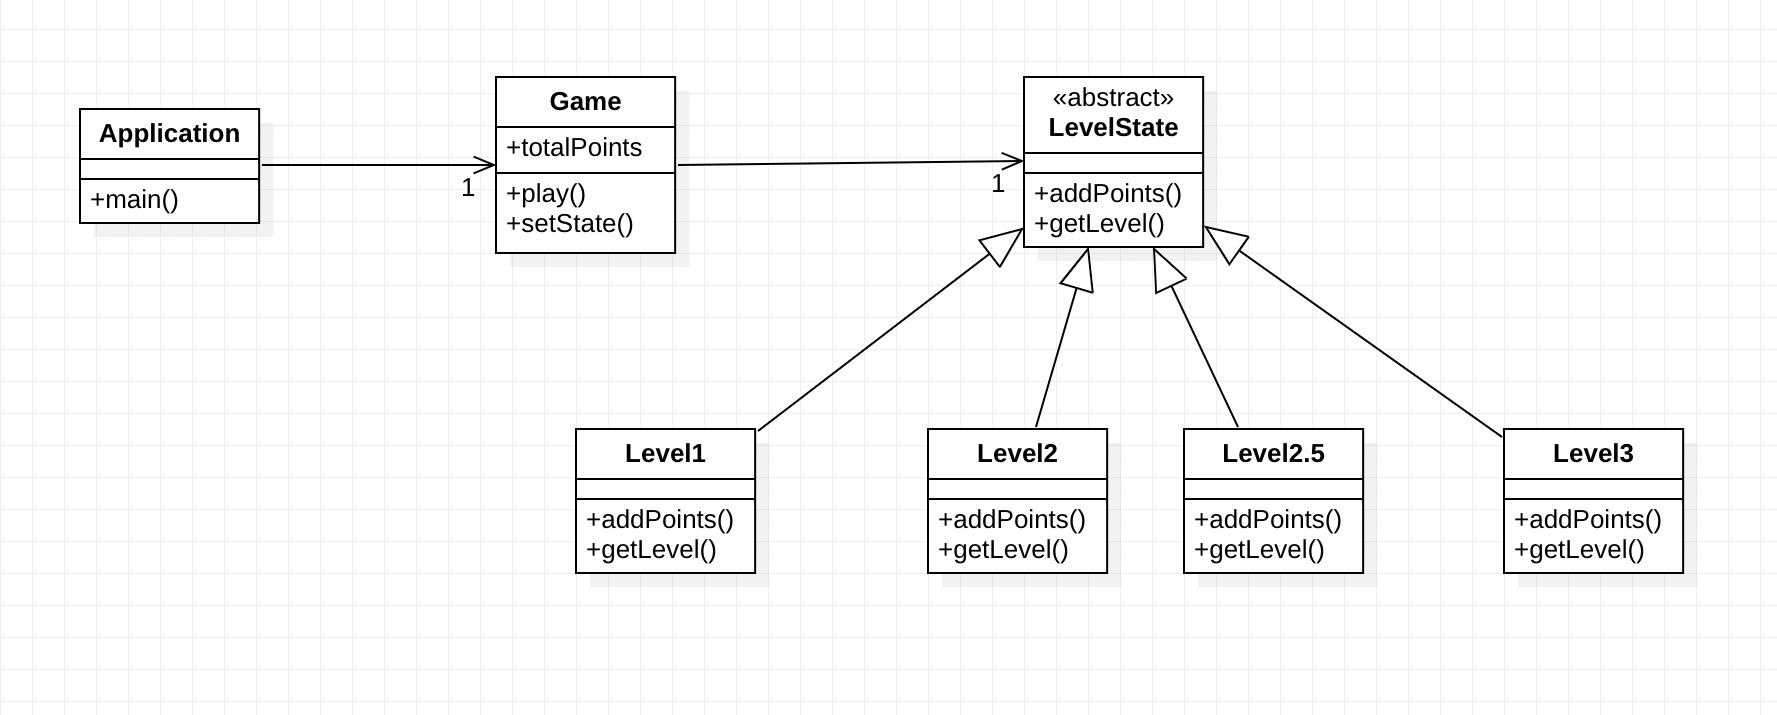 Application
+main()
1
Game
+totalPoints
+play()
+setState()
1
«abstract»
LevelState
+addPoints()
+getLevel()
Level1
+addPoints()
+getLevel()
Level2
+addPoints()
+getLevel()
Level2.5
+addPoints()
+getLevel()
Level3
+addPoints()
+getLevel()